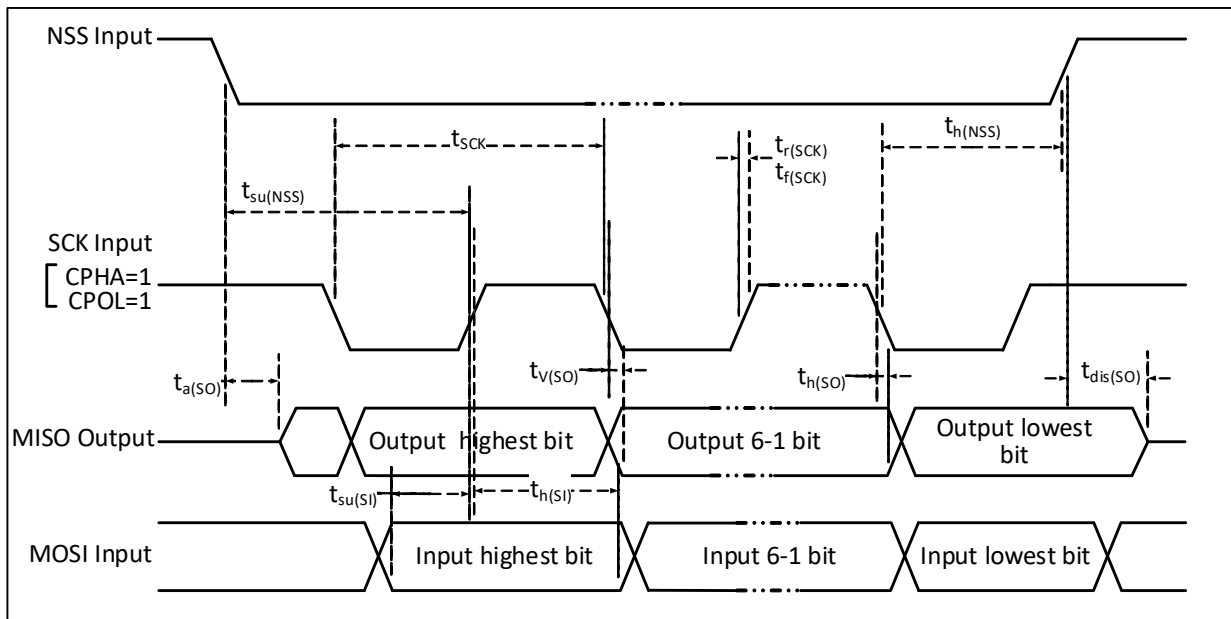 NSS Input
tSCK
th(NSS)
tr(SCK)
tf(SCK)
tsu(NSS)
SCK Input
CPHA=1
CPOL=1
ta(SO)
tV(SO)
th(SO)
tdis(SO)
MISO Output
Output highest bit
Output 6-1 bit
Output lowest
bit
tsu(SI)
th(SI)
MOSI Input
Input highest bit
Input 6-1 bit
Input lowest bit